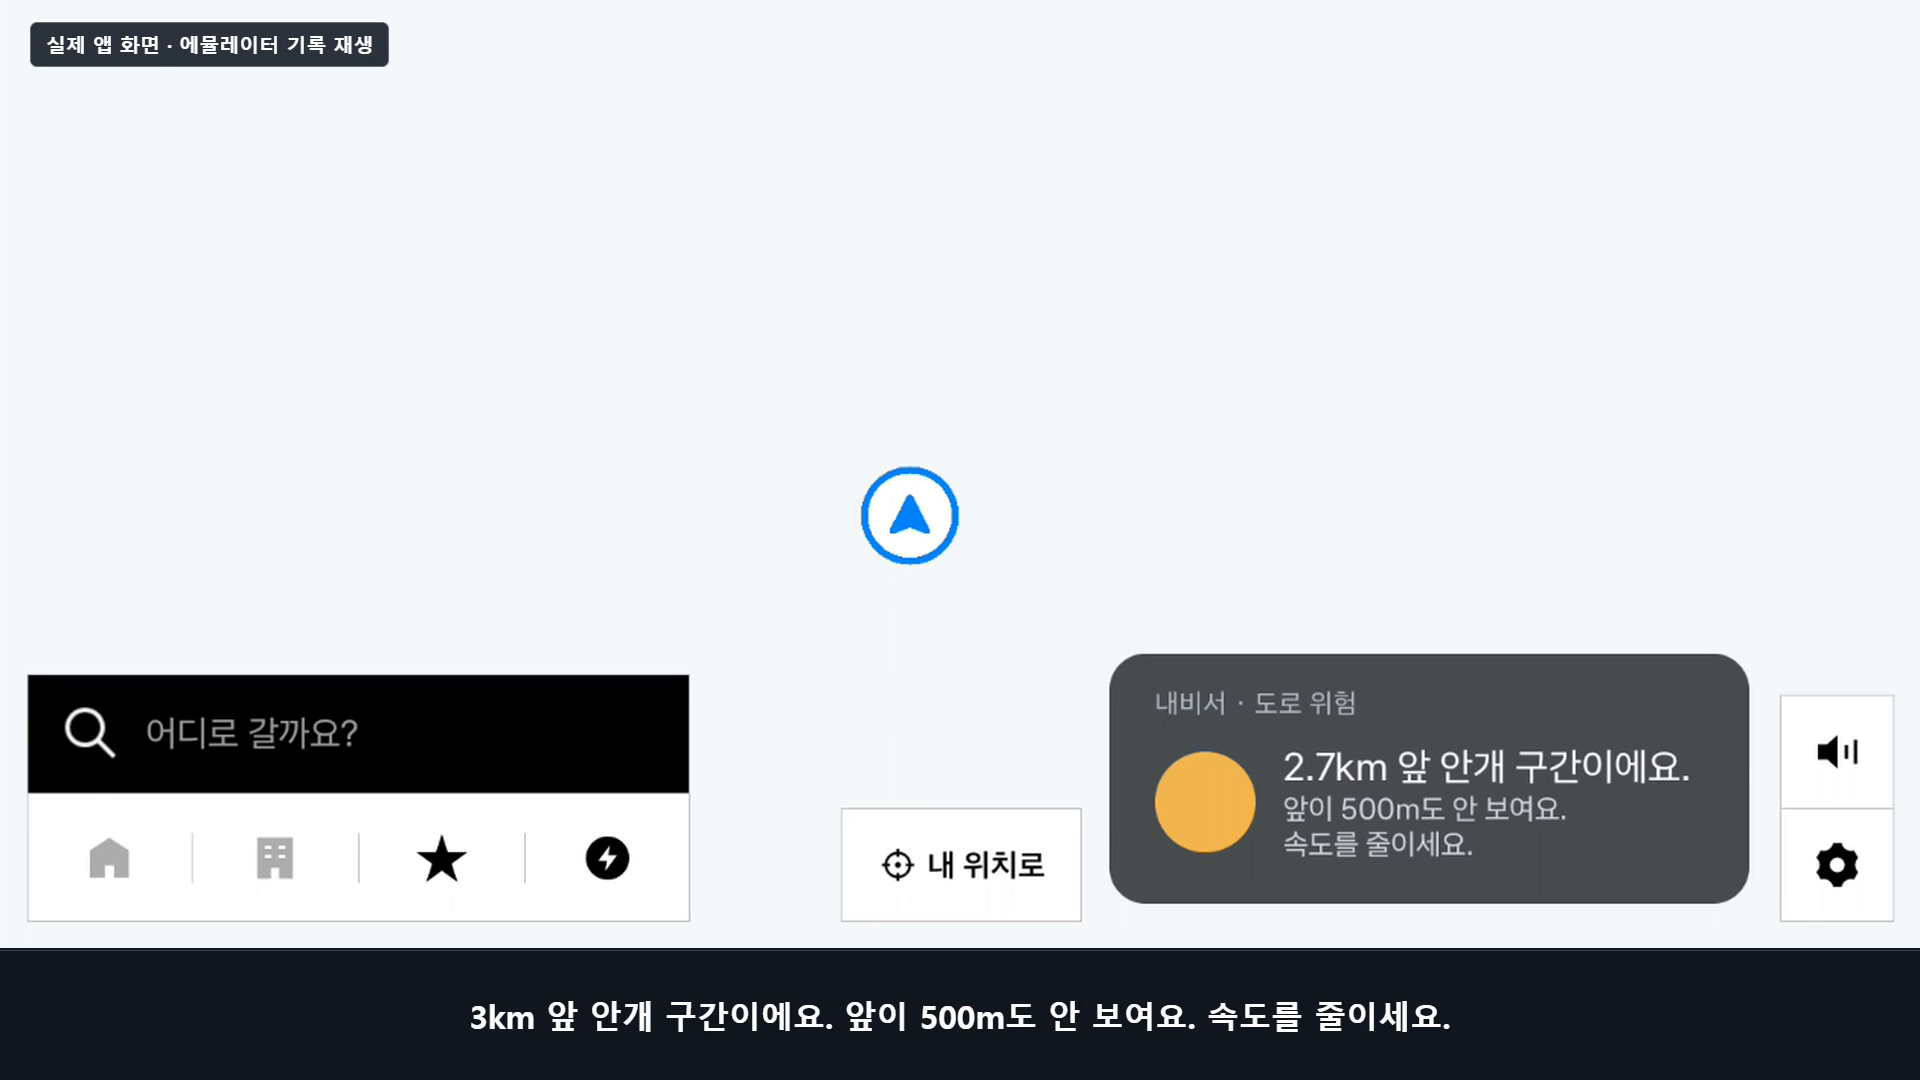 실제 앱 화면 · 에뮬레이터 기록 재생
어디로 갈까요?
내 위치로
내비서 · 도로 위험
2.7km 앞 안개 구간이에요.
앞이 500m도 안 보여요.
속도를 줄이세요.
3km 앞 안개 구간이에요. 앞이 500m도 안 보여요. 속도를 줄이세요.